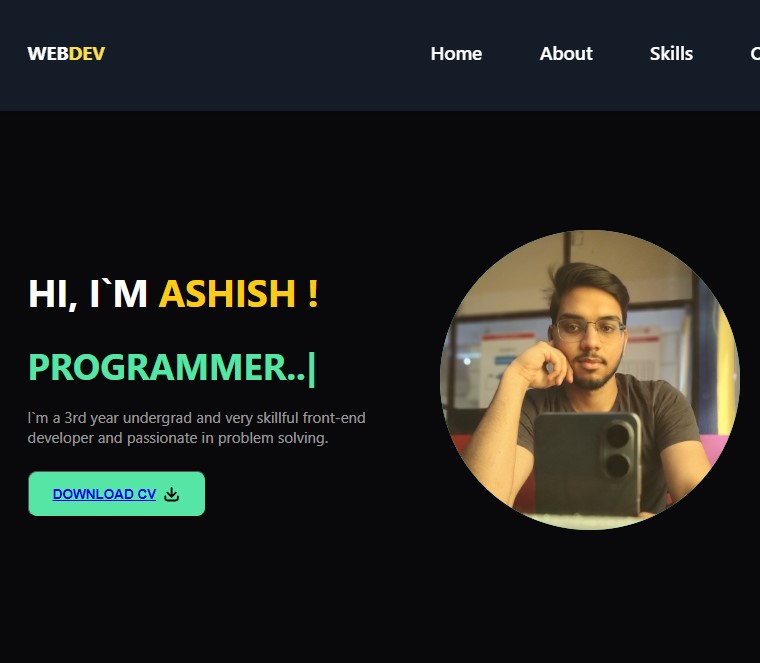 WEBDEV
Home About Skills
HI, I`M ASHISH !
PROGRAMMER..|
I`m a 3rd year undergrad and very skillful front-end
developer and passionate in problem solving.
DOWNLOAD CV